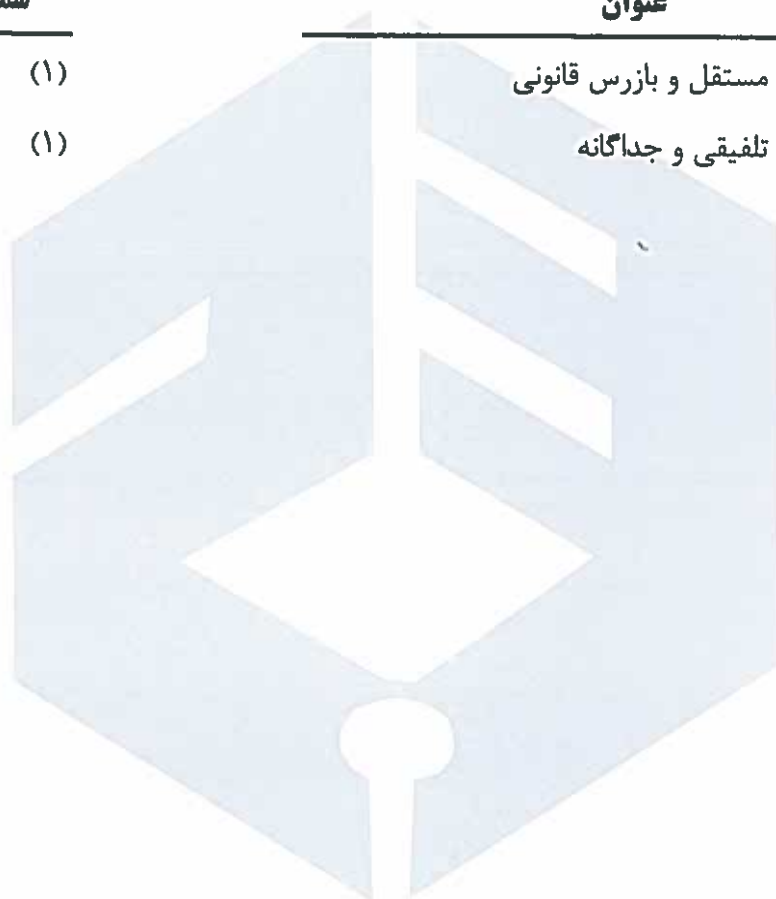 عنوان
مستقل و بازرس قانونی (۱)
تلفیقی و جداگانه (۱)